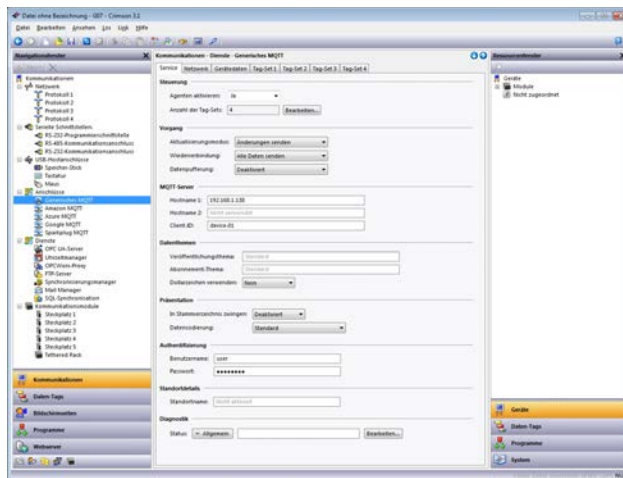 Datei ohne Bezeichnung - G07 - Crimson 3.2
Datei Bearbeiten Ansehen Los Link Hilfe
Navigationsfenster
Kommunikationen
Netzwerk
Protokoll 1
Protokoll 2
Protokoll 3
Protokoll 4
Serielle Schnittstellen
RS-232-Programmerschnittstelle
RS-485-Kommunikationsanschluss
RS-232-Kommunikationsanschluss
USB-Hostanschlüsse
Speicher-Stick
Tastatur
Maus
Anschlüsse
Generisches MQTT
Amazon MQTT
Azure MQTT
Google MQTT
Sparkplug MQTT
Dienste
OPC UA-Server
OPCWorx-Proxy
FTP-Server
Synchronisierungsmanager
Mail Manager
SQL-Synchronisation
Kommunikationsmodule
Steckplatz 1
Steckplatz 2
Steckplatz 3
Steckplatz 4
Steckplatz 5
Tethered Rack
Kommunikationen
Daten-Tags
Bildschirmseiten
Programme
Webserver
Kommunikationen - Dienste - Generisches MQTT
Service Netzwerk Gerätedaten Tag-Set 1 Tag-Set 2 Tag-Set 3 Tag-Set 4
Steuerung
Agenten aktivieren: Ja
Anzahl der Tag-Sets: 4 Bearbeiten...
Vorgang
Aktualisierungsmodus: Änderungen senden
Wiederverbindung: Alle Daten senden
Datenpufferung: Deaktiviert
MQTT-Server
Hostname 1: 192.168.1.130
Hostname 2: Nicht verwendet
Client-ID: device-01
Datenthemen
Veröffentlichungsthema: Standard
Abonnement-Thema: Standard
Dollarzeichen verwenden: Nein
Präsentation
In Stammverzeichnis zwingen: Deaktiviert
Datencodierung: Standard
Authentifizierung
Benutzername: user
Passwort: ●●●●●●●●
Standortdetails
Standortname: Nicht aktiviert
Diagnostik
Status: Allgemein Bearbeiten...
Ressourcenfenster
Geräte
Module
Nicht zugeordnet
Geräte
Daten-Tags
Programme
System